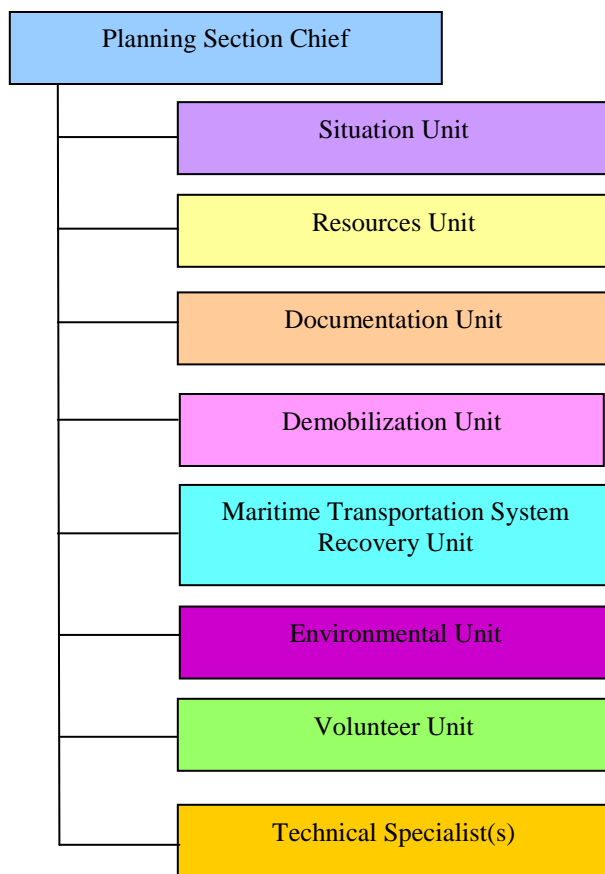 Planning Section Chief
Situation Unit
Resources Unit
Documentation Unit
Demobilization Unit
Maritime Transportation System
Recovery Unit
Environmental Unit
Volunteer Unit
Technical Specialist(s)